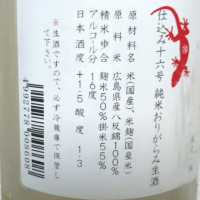 仕込み十六号 純米おりがらみ生酒
原料 米(国産)、米麹(国産米)
原料米 広島県産八反錦100%
精米歩合 麹米50%掛米55%
アルコール分 16度
日本酒度 +1.5 酸度 1.3
※生酒ですので、必ず冷蔵庫で保存し
て下さい。
4992778008603